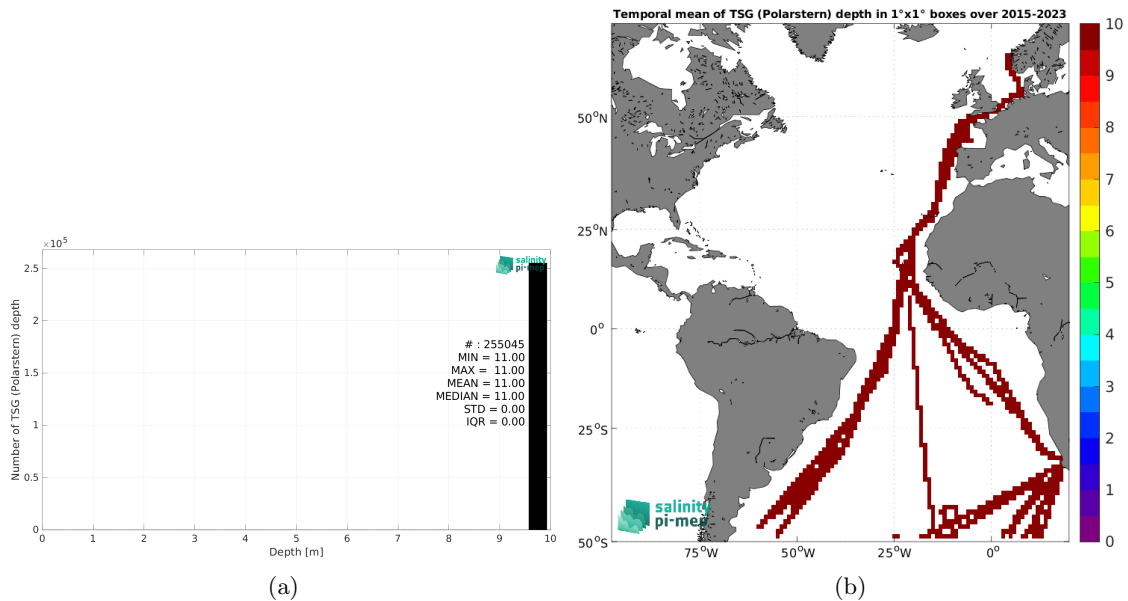 ×10⁵
2.5
2
1.5
1
0.5
0
Number of TSG (Polarstern) depth
salinity
pi-mep
# : 255045
MIN = 11.00
MAX = 11.00
MEAN = 11.00
MEDIAN = 11.00
STD = 0.00
IQR = 0.00
0 1 2 3 4 5 6 7 8 9 10
Depth [m]
(a)
Temporal mean of TSG (Polarstern) depth in 1°x1° boxes over 2015-2023
50°N
25°N
0°
25°S
50°S
salinity
pi-mep
75°W 50°W 25°W 0°
10
9
8
7
6
5
4
3
2
1
0
(b)